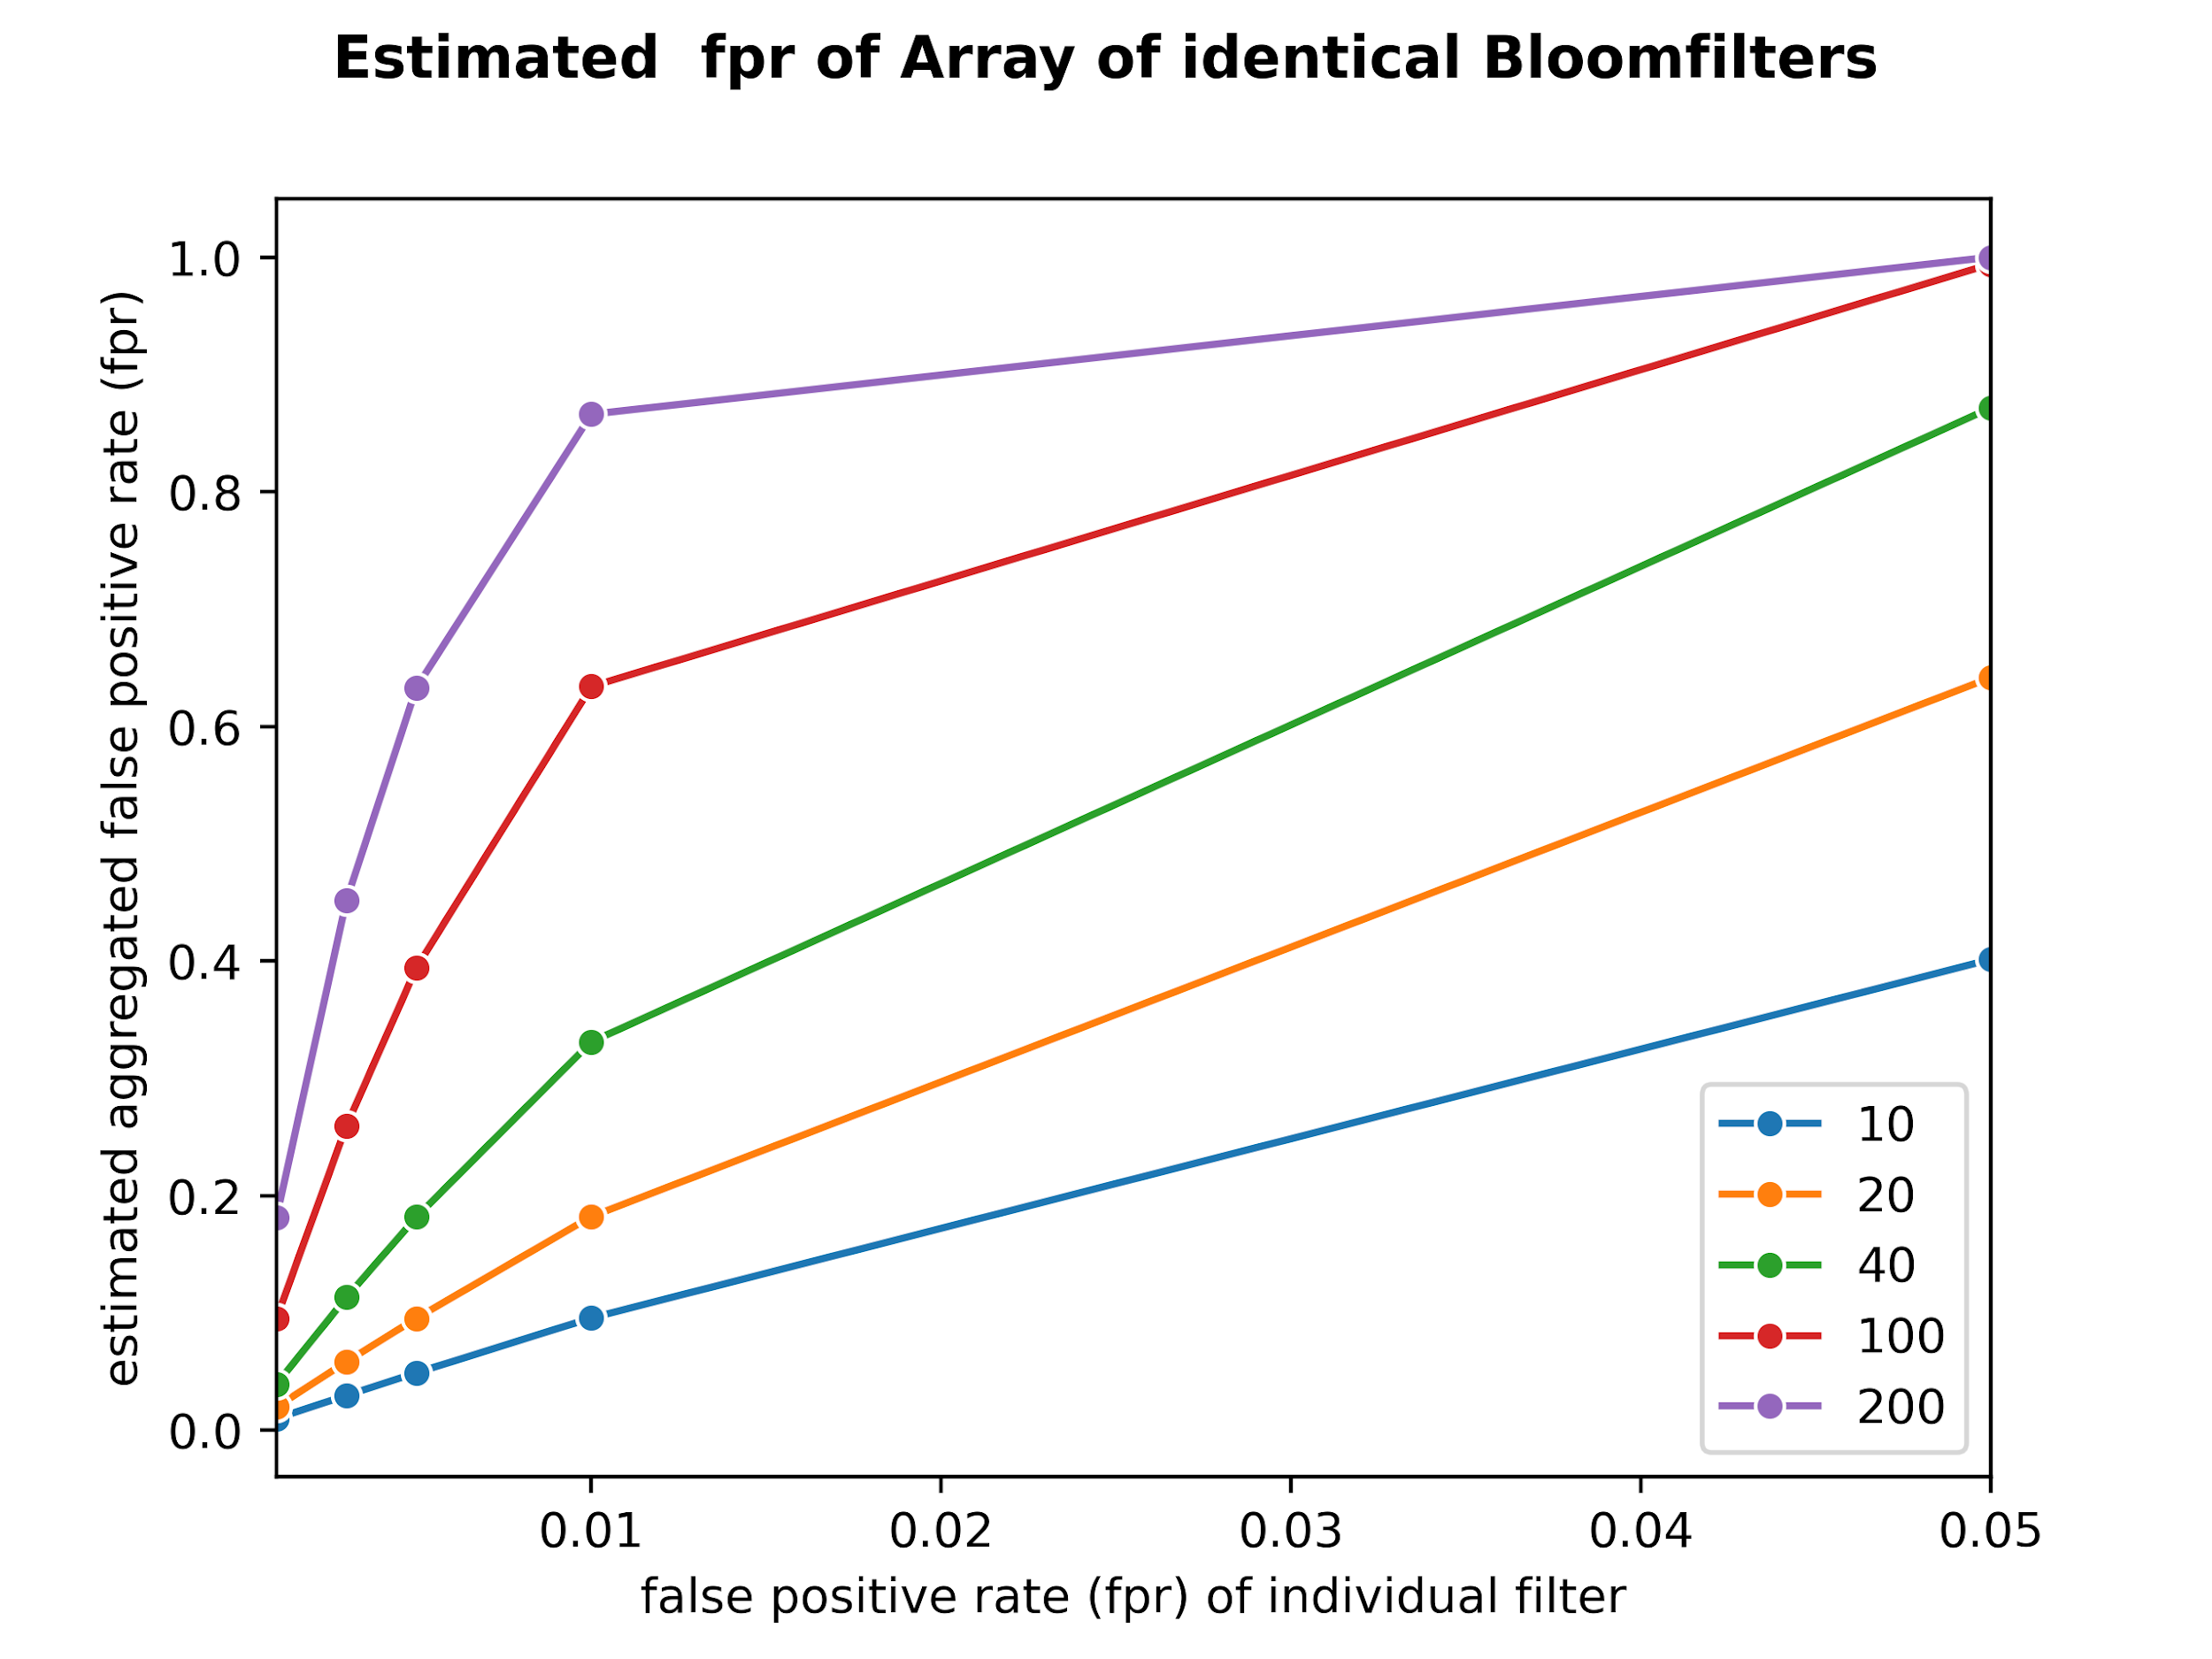 Estimated  fpr of Array of identical Bloomfilters
estimated aggregated false positive rate (fpr)
1.0
0.8
0.6
0.4
0.2
0.0
10
20
40
100
200
0.01 0.02 0.03 0.04 0.05
false positive rate (fpr) of individual filter